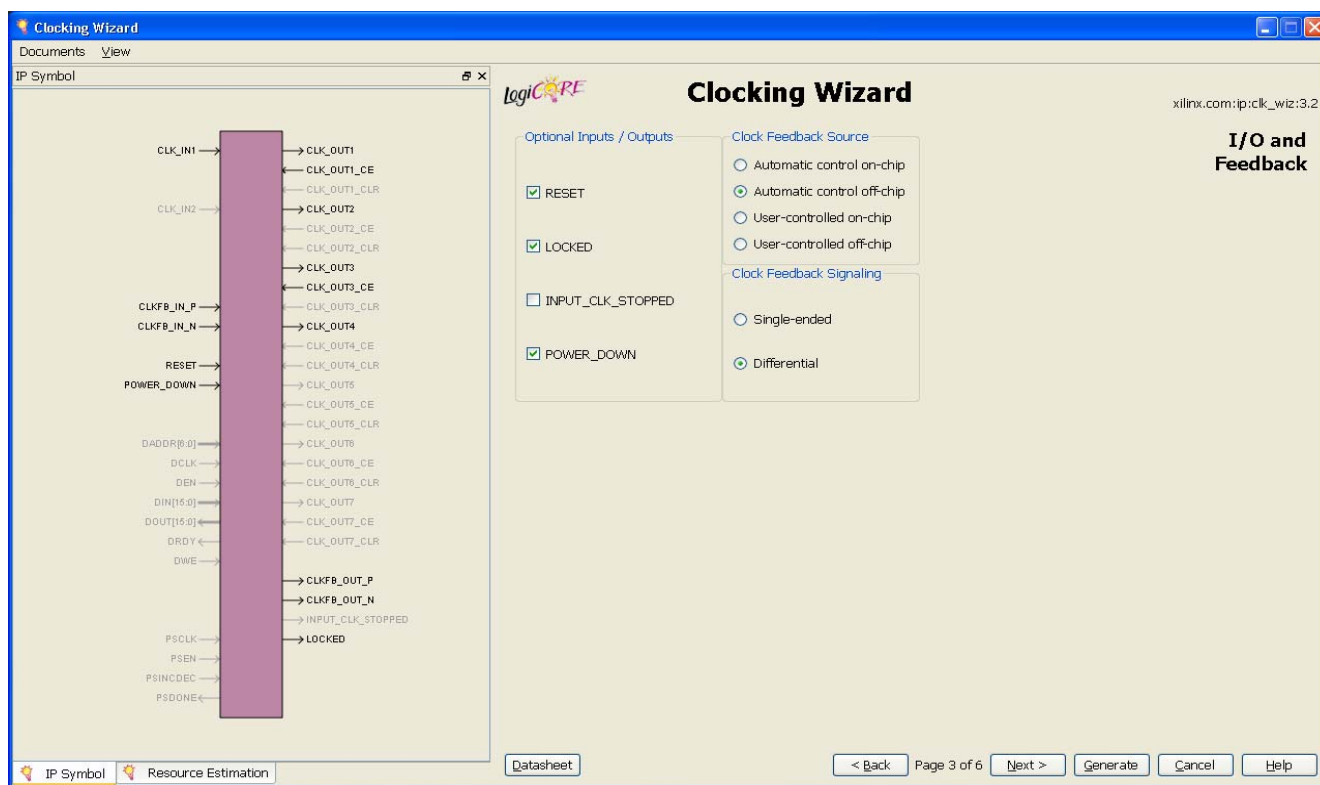 Clocking Wizard
Documents View
IP Symbol
CLK_IN1
CLK_IN2
CLKFB_IN_P
CLKFB_IN_N
RESET
POWER_DOWN
DADDR[6:0]
DCLK
DEN
DIN[15:0]
DOUT[15:0]
DRDY
DWE
PSCLK
PSEN
PSINCDEC
PSDONE
CLK_OUT1
CLK_OUT1_CE
CLK_OUT1_CLR
CLK_OUT2
CLK_OUT2_CE
CLK_OUT2_CLR
CLK_OUT3
CLK_OUT3_CE
CLK_OUT3_CLR
CLK_OUT4
CLK_OUT4_CE
CLK_OUT4_CLR
CLK_OUT5
CLK_OUT5_CE
CLK_OUT5_CLR
CLK_OUT6
CLK_OUT6_CE
CLK_OUT6_CLR
CLK_OUT7
CLK_OUT7_CE
CLK_OUT7_CLR
CLKFB_OUT_P
CLKFB_OUT_N
INPUT_CLK_STOPPED
LOCKED
IP Symbol
Resource Estimation
LogiCORE
Clocking Wizard
xilinx.com:ip:clk_wiz:3.2
I/O and
Feedback
Optional Inputs / Outputs
RESET
LOCKED
INPUT_CLK_STOPPED
POWER_DOWN
Clock Feedback Source
Automatic control on-chip
Automatic control off-chip
User-controlled on-chip
User-controlled off-chip
Clock Feedback Signaling
Single-ended
Differential
Datasheet
< Back Page 3 of 6 Next > Generate Cancel Help